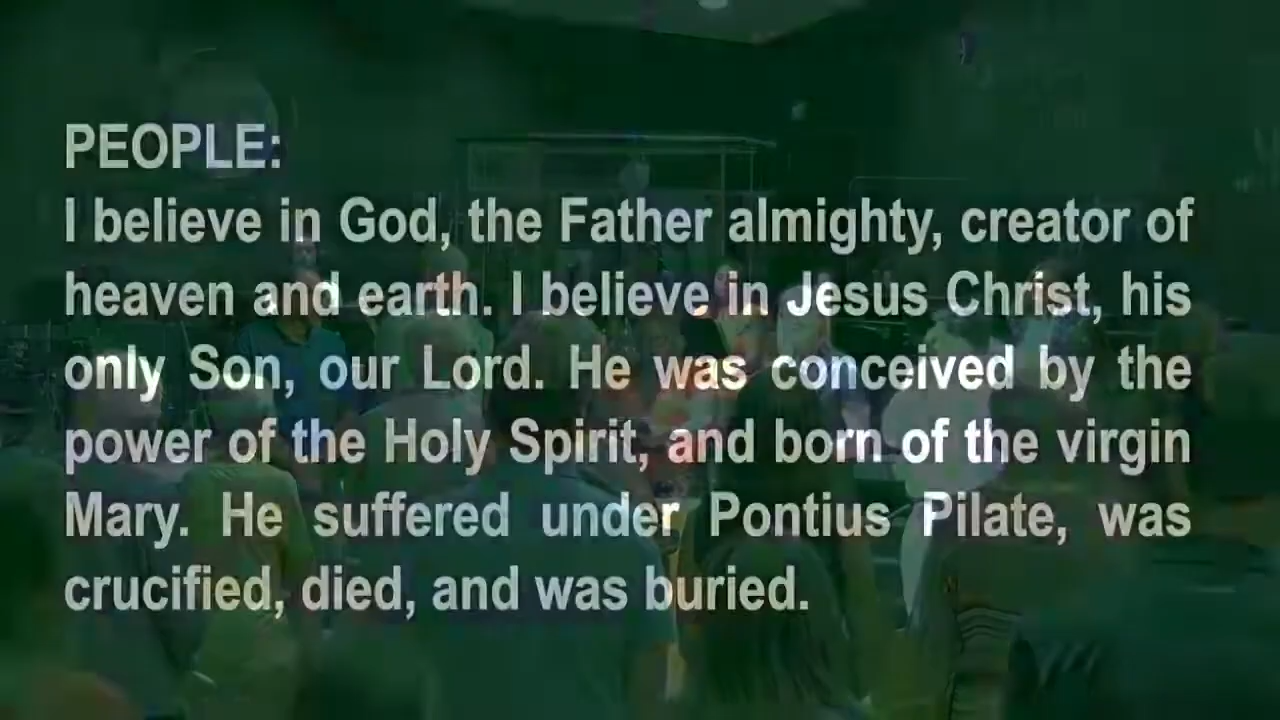 PEOPLE:
I believe in God, the Father almighty, creator of
heaven and earth. I believe in Jesus Christ, his
only Son, our Lord. He was conceived by the
power of the Holy Spirit, and born of the virgin
Mary. He suffered under Pontius Pilate, was
crucified, died, and was buried.